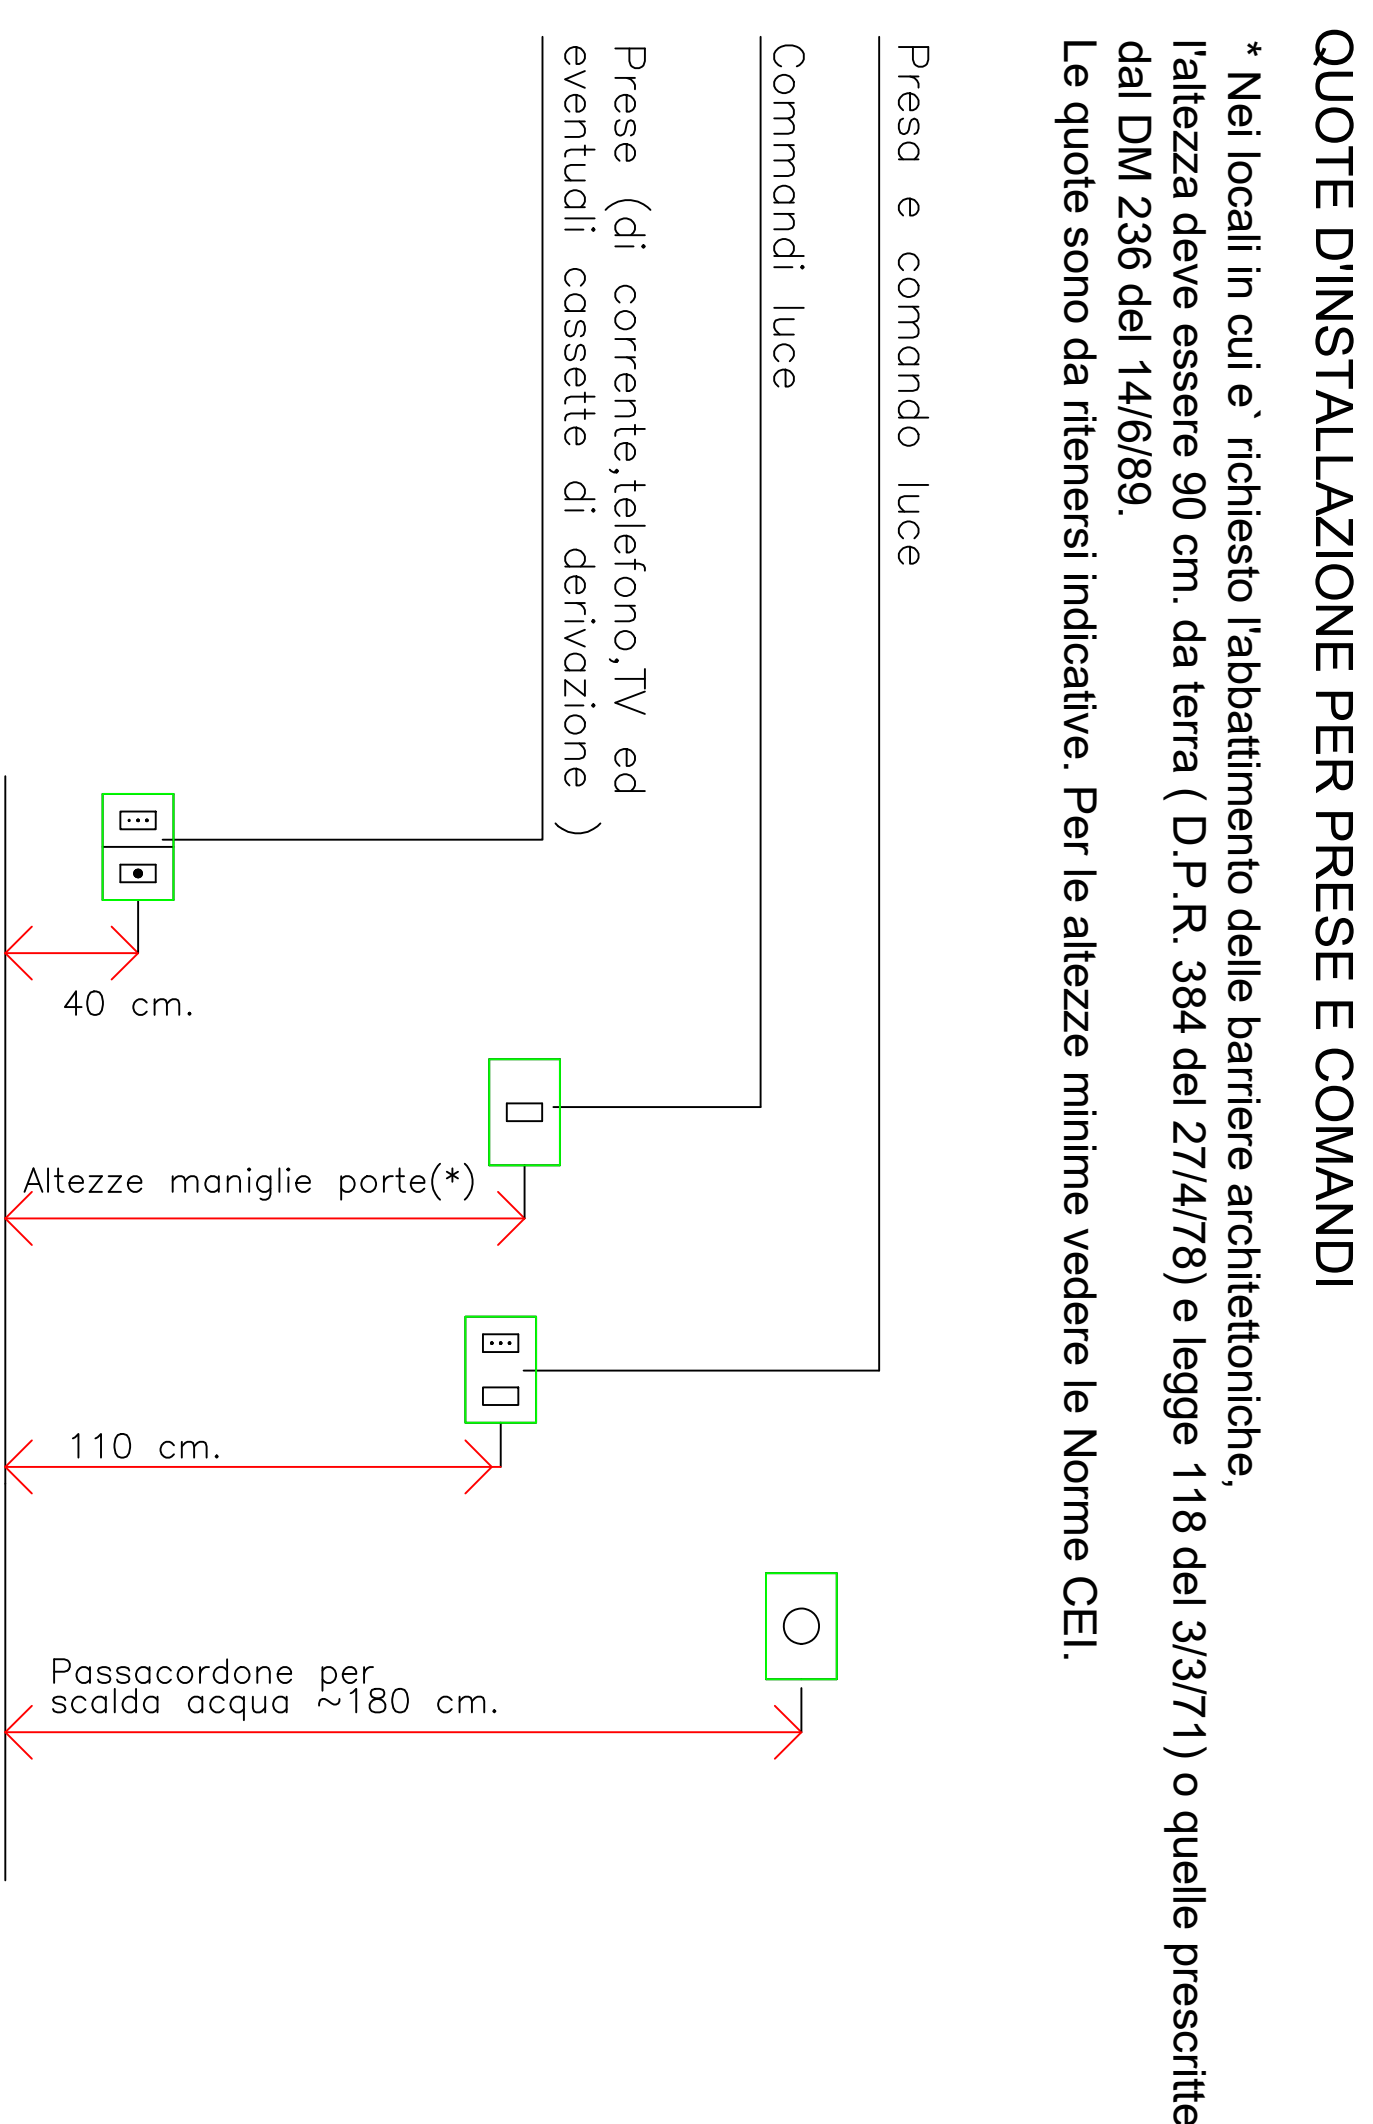 QUOTE D'INSTALLAZIONE PER PRESE E COMANDI
* Nei locali in cui e` richiesto l'abbattimento delle barriere architettoniche,
l'altezza deve essere 90 cm. da terra ( D.P.R. 384 del 27/4/78) e legge 118 del 3/3/71) o quelle prescritte
dal DM 236 del 14/6/89.
Le quote sono da ritenersi indicative. Per le altezze minime vedere le Norme CEI.
Presa e comando luce
Commandi luce
Prese (di corrente,telefono,TV ed
eventuali cassette di derivazione )
40 cm.
Altezze maniglie porte(*)
110 cm.
Passacordone per
scalda acqua ~180 cm.